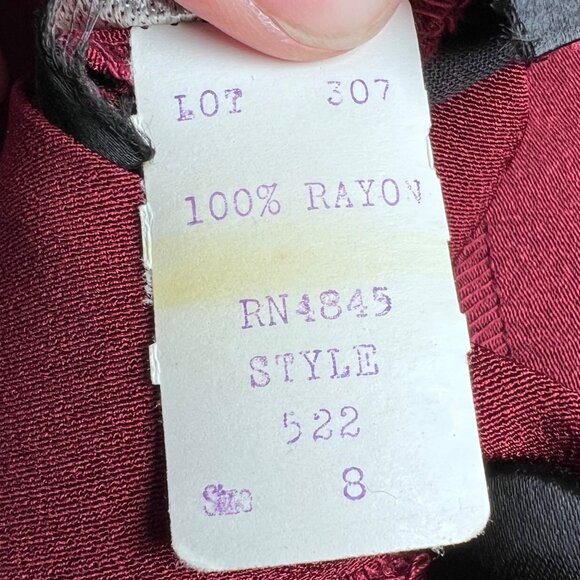 LOT 307
100% RAYON
RN4845
STYLE
522
Size 8